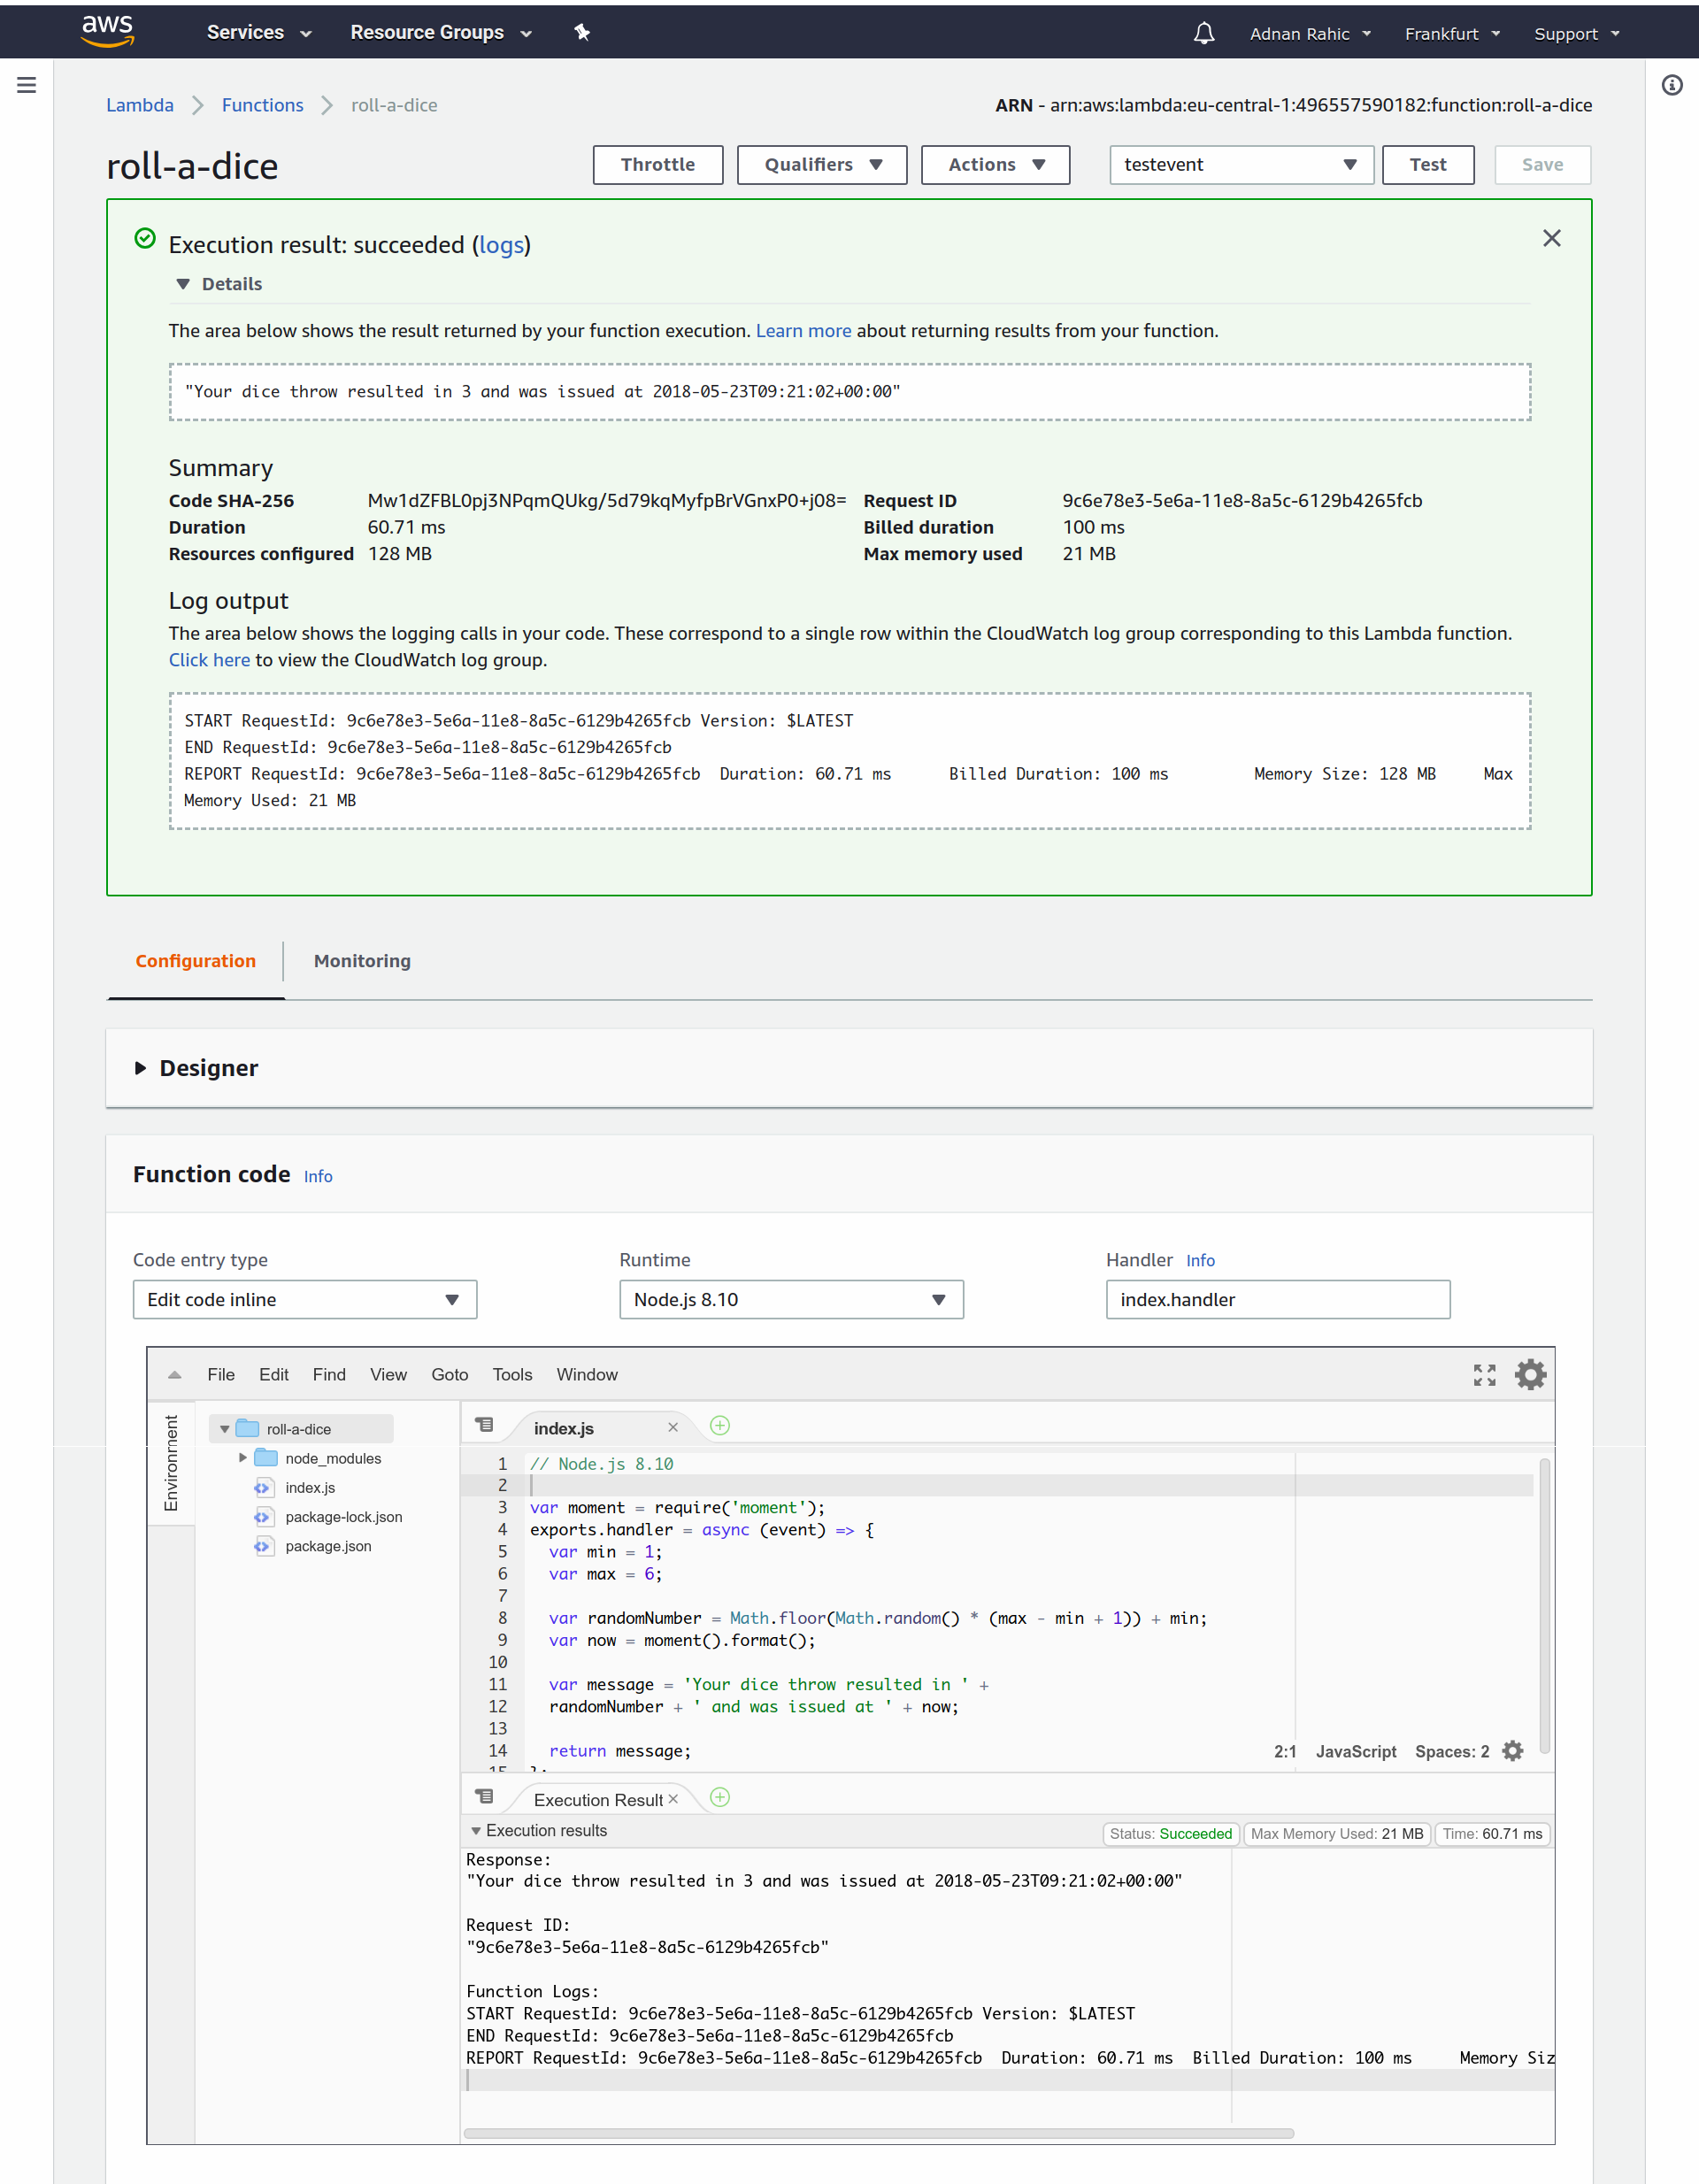 aws Services Resource Groups Adnan Rahic Frankfurt Support
Lambda Functions roll-a-dice ARN - arn:aws:lambda:eu-central-1:496557590182:function:roll-a-dice
roll-a-dice Throttle Qualifiers Actions testevent Test Save
Execution result: succeeded (logs)
Details
The area below shows the result returned by your function execution. Learn more about returning results from your function.
"Your dice throw resulted in 3 and was issued at 2018-05-23T09:21:02+00:00"
Summary
Code SHA-256 Mw1dZFBL0pj3NPqmQUkg/5d79kqMyfpBrVGnxP0+j08= Request ID 9c6e78e3-5e6a-11e8-8a5c-6129b4265fcb
Duration 60.71 ms Billed duration 100 ms
Resources configured 128 MB Max memory used 21 MB
Log output
The area below shows the logging calls in your code. These correspond to a single row within the CloudWatch log group corresponding to this Lambda function.
Click here to view the CloudWatch log group.
START RequestId: 9c6e78e3-5e6a-11e8-8a5c-6129b4265fcb Version: $LATEST
END RequestId: 9c6e78e3-5e6a-11e8-8a5c-6129b4265fcb
REPORT RequestId: 9c6e78e3-5e6a-11e8-8a5c-6129b4265fcb Duration: 60.71 ms Billed Duration: 100 ms Memory Size: 128 MB Max
Memory Used: 21 MB
Configuration Monitoring
Designer
Function code Info
Code entry type Runtime Handler Info
Edit code inline Node.js 8.10 index.handler
File Edit Find View Goto Tools Window
Environment
roll-a-dice
node_modules
index.js
package-lock.json
package.json
index.js
1 // Node.js 8.10
2
3 var moment = require('moment');
4 exports.handler = async (event) => {
5 var min = 1;
6 var max = 6;
7
8 var randomNumber = Math.floor(Math.random() * (max - min + 1)) + min;
9 var now = moment().format();
10
11 var message = 'Your dice throw resulted in ' +
12 randomNumber + ' and was issued at ' + now;
13
14 return message;
15 };
2:1 JavaScript Spaces: 2
Execution Result
Execution results Status: Succeeded Max Memory Used: 21 MB Time: 60.71 ms
Response:
"Your dice throw resulted in 3 and was issued at 2018-05-23T09:21:02+00:00"
Request ID:
"9c6e78e3-5e6a-11e8-8a5c-6129b4265fcb"
Function Logs:
START RequestId: 9c6e78e3-5e6a-11e8-8a5c-6129b4265fcb Version: $LATEST
END RequestId: 9c6e78e3-5e6a-11e8-8a5c-6129b4265fcb
REPORT RequestId: 9c6e78e3-5e6a-11e8-8a5c-6129b4265fcb Duration: 60.71 ms Billed Duration: 100 ms Memory Siz